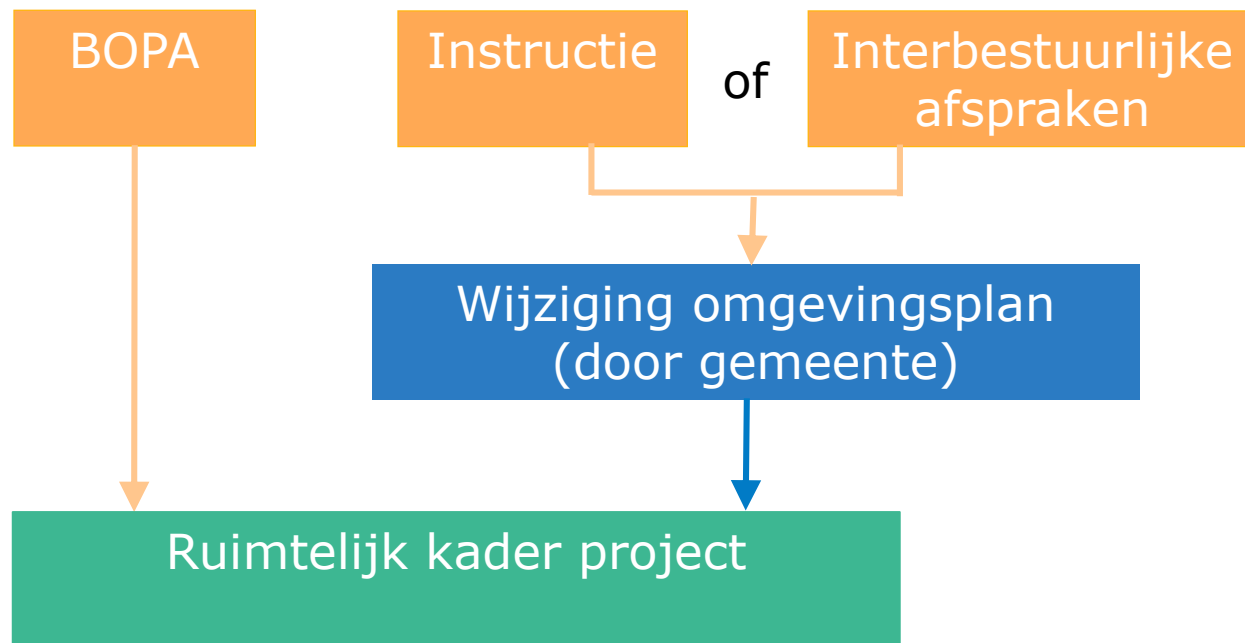 BOPA
Instructie
of
Interbestuurlijke
afspraken
Wijziging omgevingsplan
(door gemeente)
Ruimtelijk kader project